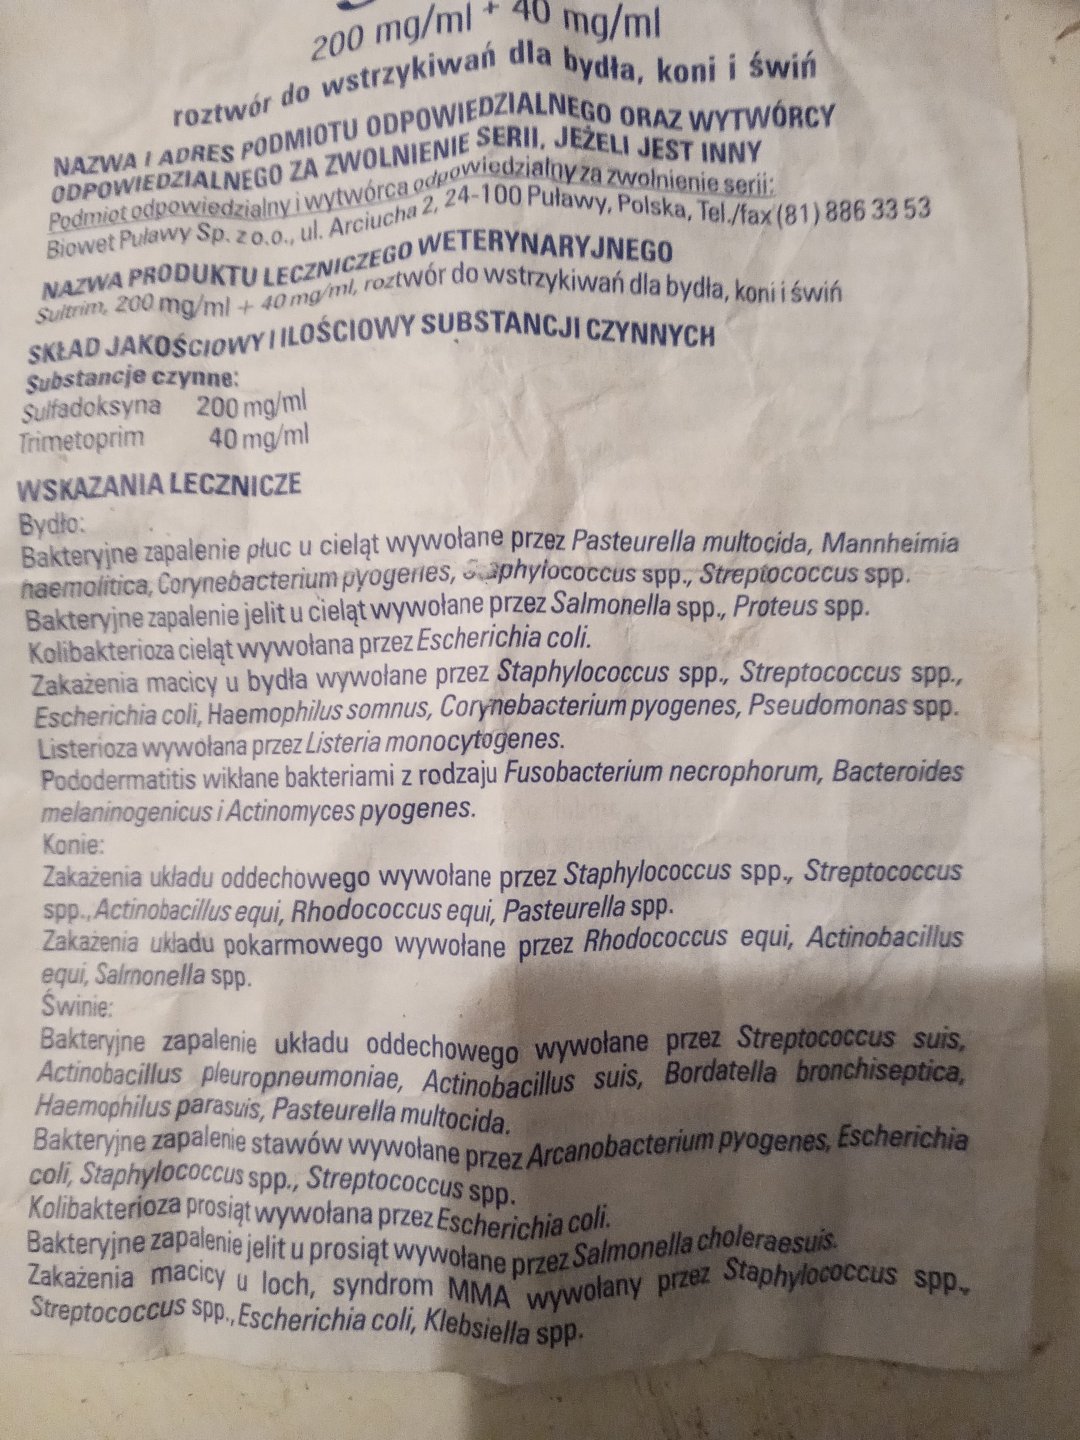 200 mg/ml + 40 mg/ml
roztwór do wstrzykiwań dla bydła, koni i świń
NAZWA I ADRES PODMIOTU ODPOWIEDZIALNEGO ORAZ WYTWÓRCY
ODPOWIEDZIALNEGO ZA ZWOLNIENIE SERII, JEŻELI JEST INNY
Podmiot odpowiedzialny i wytwórca odpowiedzialny za zwolnienie serii:
Biowet Puławy Sp. z o.o., ul. Arciucha 2, 24-100 Puławy, Polska, Tel./fax (81) 886 33 53
NAZWA PRODUKTU LECZNICZEGO WETERYNARYJNEGO
Sultrim, 200 mg/ml + 40 mg/ml, roztwór do wstrzykiwań dla bydła, koni i świń
SKŁAD JAKOŚCIOWY I ILOŚCIOWY SUBSTANCJI CZYNNYCH
Substancje czynne:
Sulfadoksyna 200 mg/ml
Trimetoprim 40 mg/ml
WSKAZANIA LECZNICZE
Bydło:
Bakteryjne zapalenie płuc u cieląt wywołane przez Pasteurella multocida, Mannheimia
haemolitica, Corynebacterium pyogenes, Staphylococcus spp., Streptococcus spp.
Bakteryjne zapalenie jelit u cieląt wywołane przez Salmonella spp., Proteus spp.
Kolibakterioza cieląt wywołana przez Escherichia coli.
Zakażenia macicy u bydła wywołane przez Staphylococcus spp., Streptococcus spp.,
Escherichia coli, Haemophilus somnus, Corynebacterium pyogenes, Pseudomonas spp.
Listerioza wywołana przez Listeria monocytogenes.
Pododermatitis wikłane bakteriami z rodzaju Fusobacterium necrophorum, Bacteroides
melaninogenicus i Actinomyces pyogenes.
Konie:
Zakażenia układu oddechowego wywołane przez Staphylococcus spp., Streptococcus
spp., Actinobacillus equi, Rhodococcus equi, Pasteurella spp.
Zakażenia układu pokarmowego wywołane przez Rhodococcus equi, Actinobacillus
equi, Salmonella spp.
Świnie:
Bakteryjne zapalenie układu oddechowego wywołane przez Streptococcus suis,
Actinobacillus pleuropneumoniae, Actinobacillus suis, Bordatella bronchiseptica,
Haemophilus parasuis, Pasteurella multocida.
Bakteryjne zapalenie stawów wywołane przez Arcanobacterium pyogenes, Escherichia
coli, Staphylococcus spp., Streptococcus spp.
Kolibakterioza prosiąt wywołana przez Escherichia coli.
Bakteryjne zapalenie jelit u prosiąt wywołane przez Salmonella choleraesuis.
Zakażenia macicy u loch, syndrom MMA wywołany przez Staphylococcus spp.,
Streptococcus spp., Escherichia coli, Klebsiella spp.